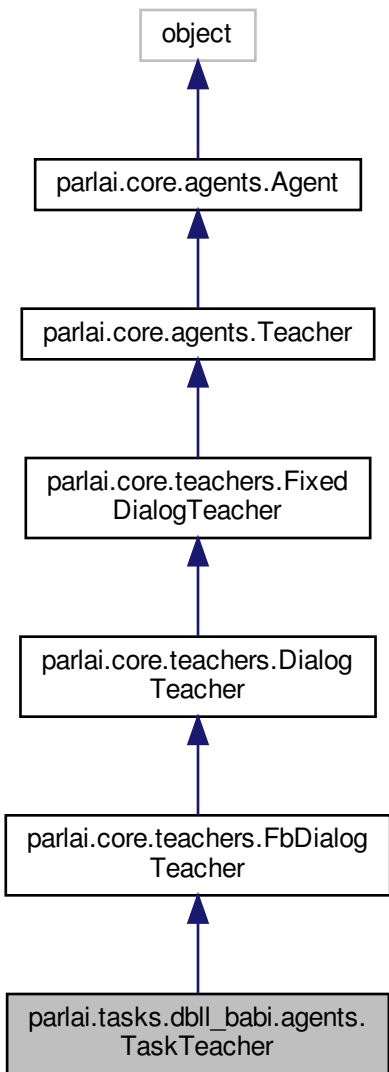 object
parlai.core.agents.Agent
parlai.core.agents.Teacher
parlai.core.teachers.Fixed
DialogTeacher
parlai.core.teachers.Dialog
Teacher
parlai.core.teachers.FbDialog
Teacher
parlai.tasks.dbll_babi.agents.
TaskTeacher